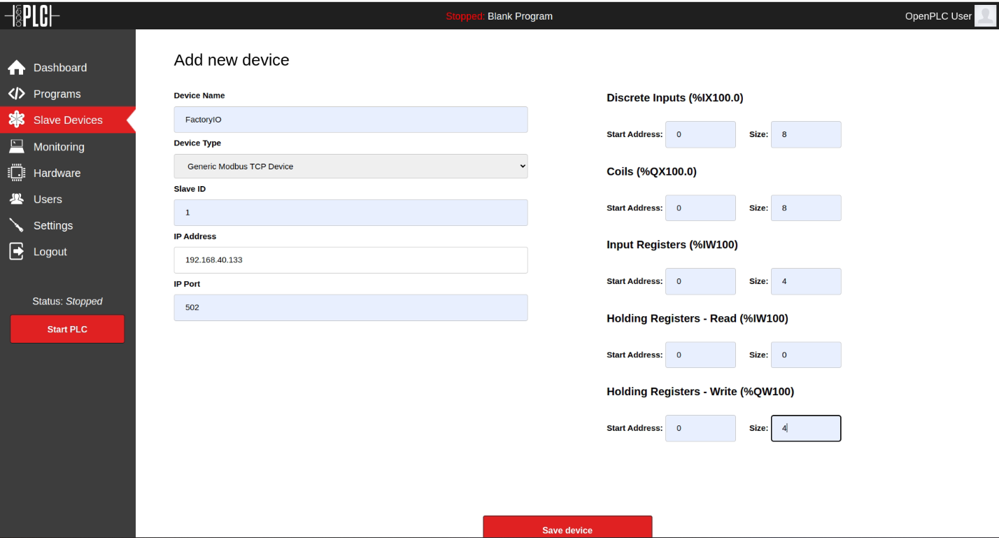 open PLC
Stopped: Blank Program
OpenPLC User
Dashboard
Programs
Slave Devices
Monitoring
Hardware
Users
Settings
Logout
Status: Stopped
Start PLC
Add new device
Device Name
FactoryIO
Device Type
Generic Modbus TCP Device
Slave ID
1
IP Address
192.168.40.133
IP Port
502
Discrete Inputs (%IX100.0)
Start Address: 0 Size: 8
Coils (%QX100.0)
Start Address: 0 Size: 8
Input Registers (%IW100)
Start Address: 0 Size: 4
Holding Registers - Read (%IW100)
Start Address: 0 Size: 0
Holding Registers - Write (%QW100)
Start Address: 0 Size: 4
Save device